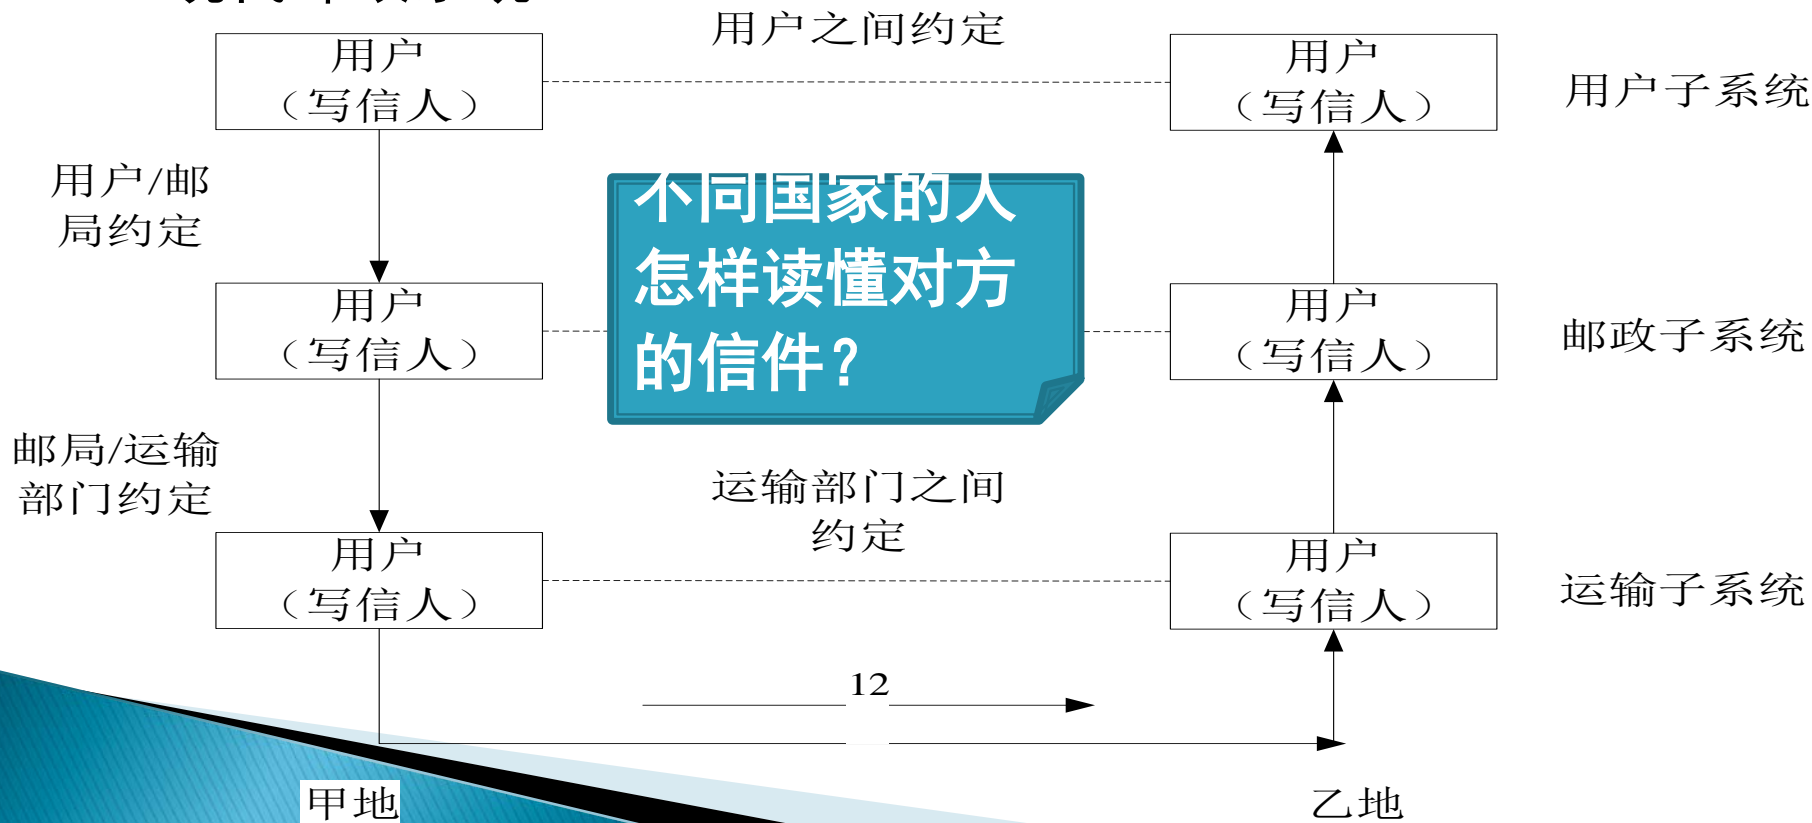 用户之间约定
用户
（写信人）
用户
（写信人）
用户子系统
用户/邮
局约定
不同国家的人
怎样读懂对方
的信件？
用户
（写信人）
用户
（写信人）
邮政子系统
邮局/运输
部门约定
运输部门之间
约定
用户
（写信人）
用户
（写信人）
运输子系统
12
甲地
乙地